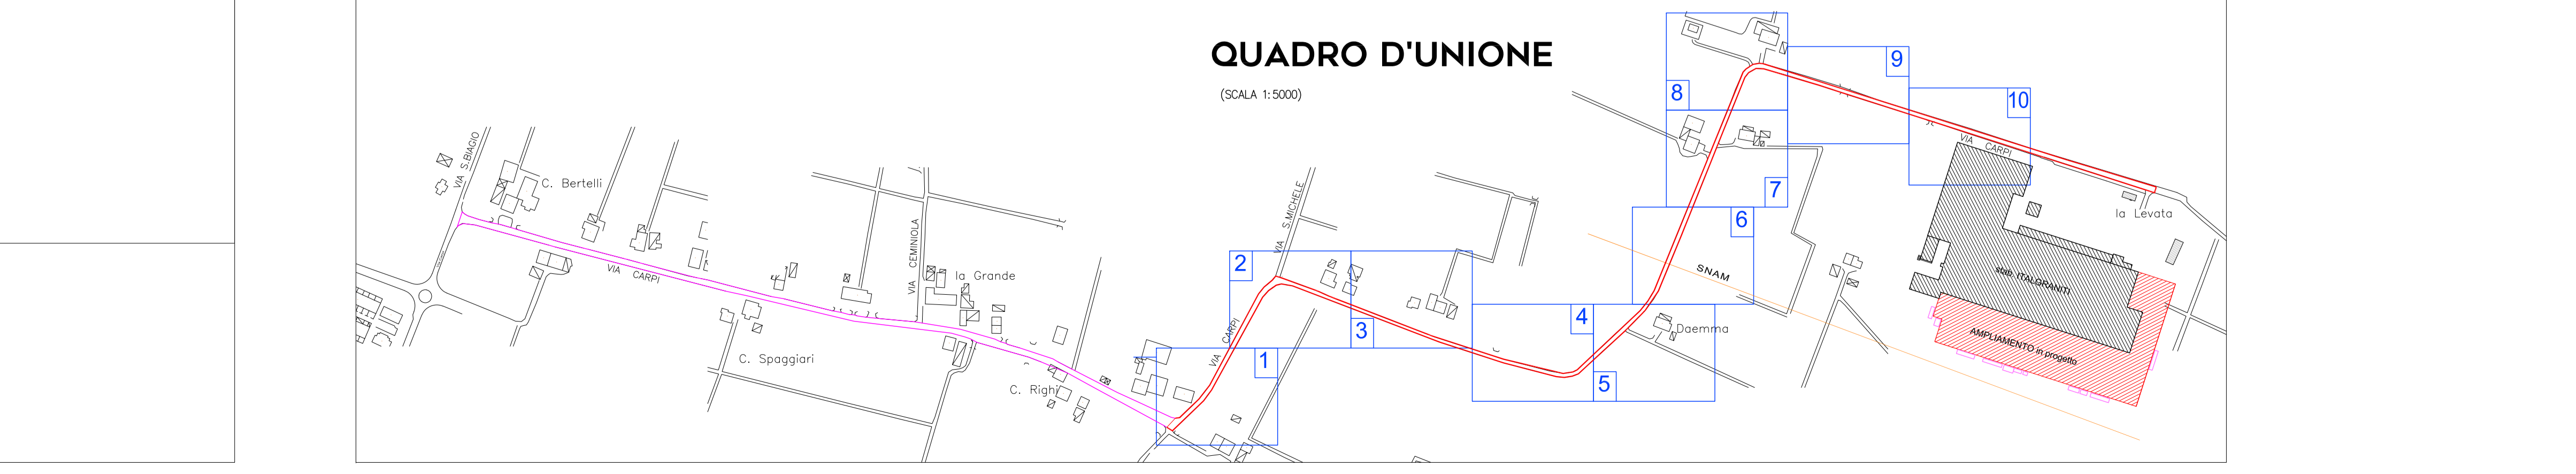 QUADRO D'UNIONE
(SCALA 1:5000)
9
8
10
VIA CARPI
VIA S.BIAGIO
C. Bertelli
7
VIA S.MICHELE
6
la Levata
VIA CEMINIOLA
2
VIA CARPI
la Grande
SNAM
stab. ITALGRANITI
4
3
Daemma
VIA CARPI
AMPLIAMENTO in progetto
C. Spaggiari
1
5
C. Righi